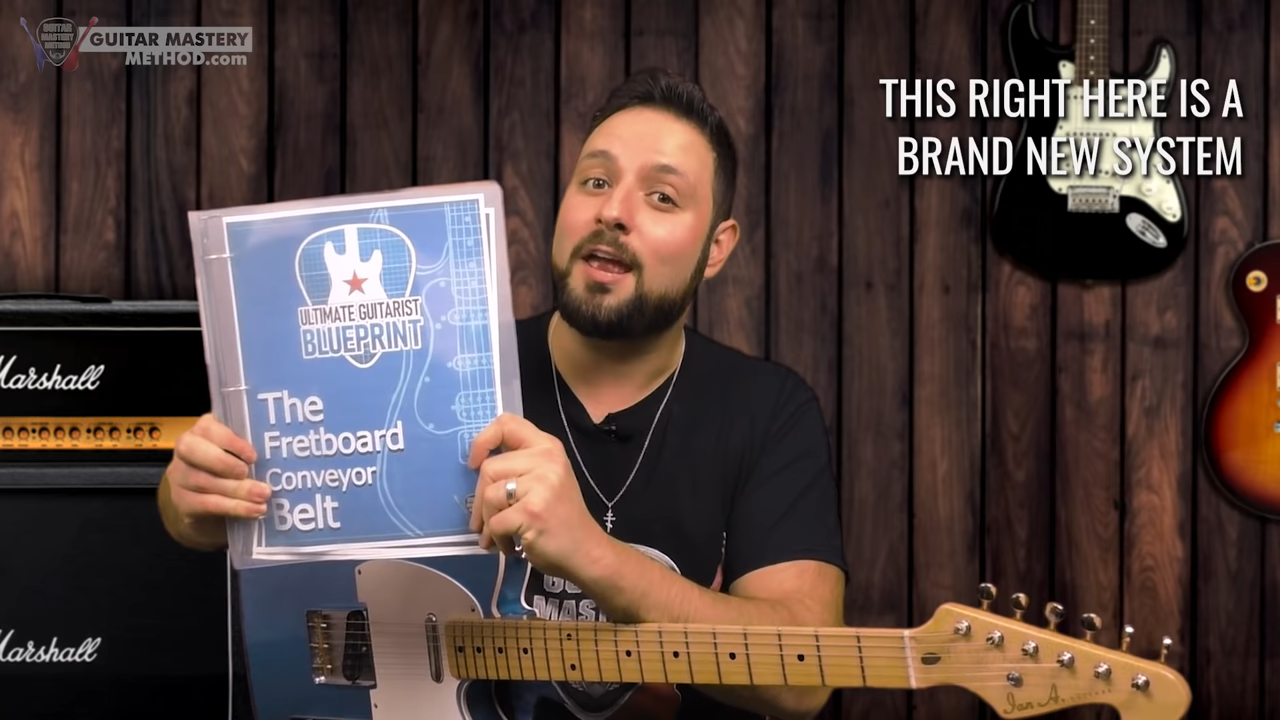 GUITAR MASTERY
METHOD.com
THIS RIGHT HERE IS A
BRAND NEW SYSTEM
ULTIMATE GUITARIST
BLUEPRINT
The
Fretboard
Conveyor
Belt
Marshall
Marshall
Ian A.